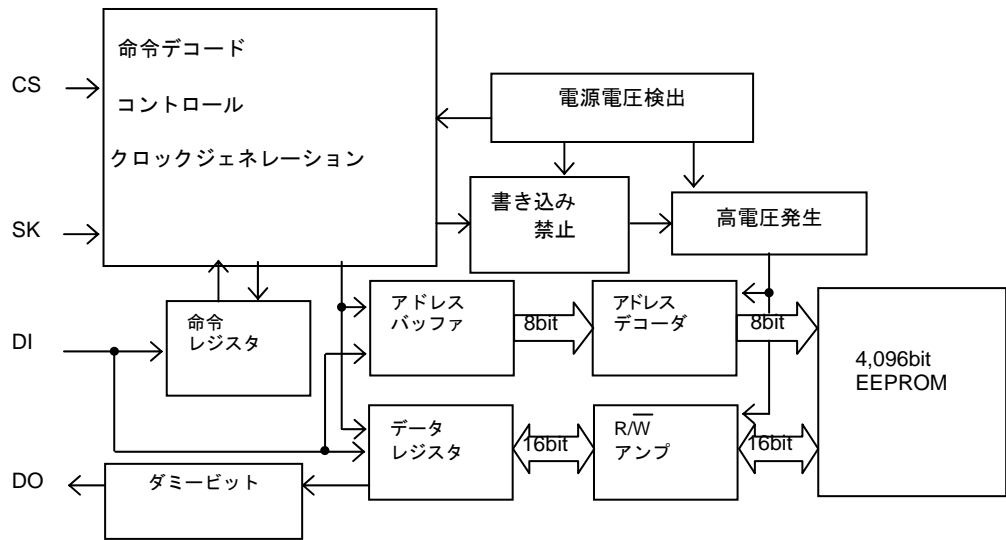 命令デコード
CS
コントロール
電源電圧検出
クロックジェネレーション
書き込み
禁止
SK
高電圧発生
アドレス
バッファ
アドレス
デコーダ
命令
レジスタ
8bit
8bit
DI
4,096bit
EEPROM
データ
レジスタ
R/W̅
アンプ
16bit
16bit
DO
ダミービット